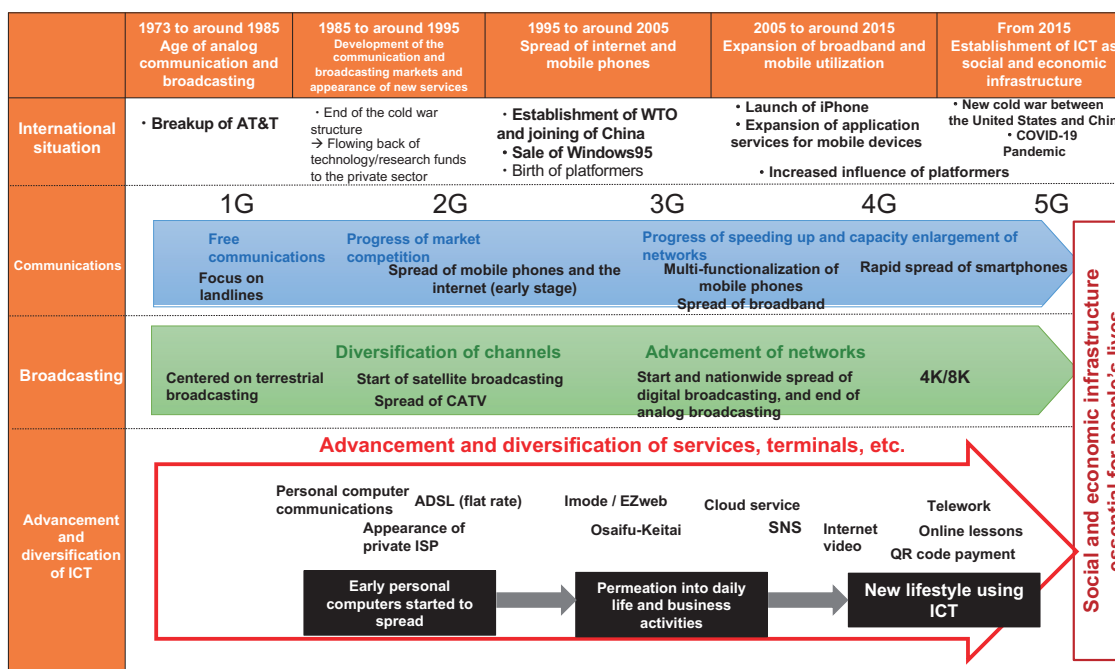 1973 to around 1985
Age of analog
communication and
broadcasting
1985 to around 1995
Development of the
communication and
broadcasting markets and
appearance of new services
1995 to around 2005
Spread of internet and
mobile phones
2005 to around 2015
Expansion of broadband and
mobile utilization
From 2015
Establishment of ICT as
social and economic
infrastructure
International
situation
・Breakup of AT&T
・End of the cold war
structure
→ Flowing back of
technology/research funds
to the private sector
・Establishment of WTO
and joining of China
・Sale of Windows95
・Birth of platformers
・Launch of iPhone
・Expansion of application
services for mobile devices
・Increased influence of platformers
・New cold war between
the United States and Chin
・COVID-19
Pandemic
Communications
1G
2G
3G
4G
5G
Free
communications
Focus on
landlines
Progress of market
competition
Spread of mobile phones and the
internet (early stage)
Progress of speeding up and capacity enlargement of
networks
Multi-functionalization of
mobile phones
Spread of broadband
Rapid spread of smartphones
Broadcasting
Centered on terrestrial
broadcasting
Diversification of channels
Start of satellite broadcasting
Spread of CATV
Advancement of networks
Start and nationwide spread of
digital broadcasting, and end of
analog broadcasting
4K/8K
Advancement
and
diversification
of ICT
Advancement and diversification of services, terminals, etc.
Personal computer
communications
ADSL (flat rate)
Appearance of
private ISP
Imode / EZweb
Osaifu-Keitai
Cloud service
SNS
Internet
video
Telework
Online lessons
QR code payment
Early personal
computers started to
spread
Permeation into daily
life and business
activities
New lifestyle using
ICT
Social and economic infrastructure
essential for people's lives